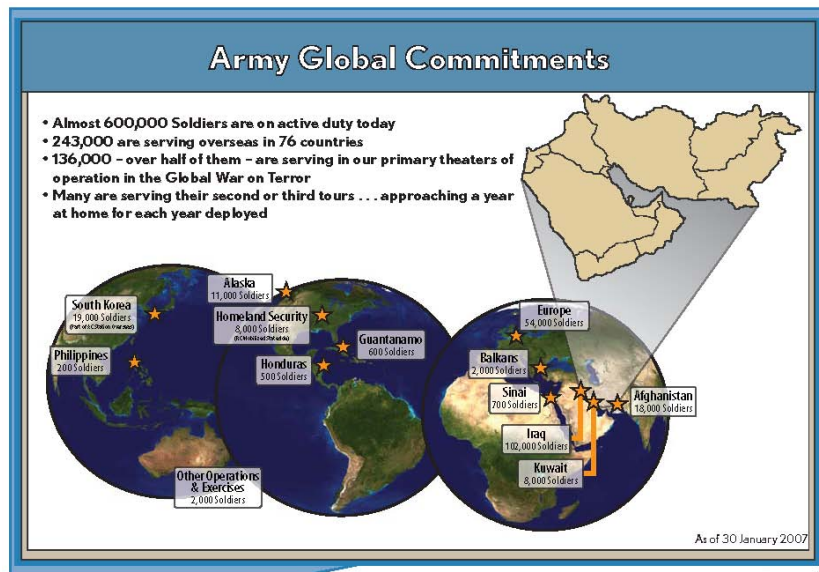 Army Global Commitments
• Almost 600,000 Soldiers are on active duty today
• 243,000 are serving overseas in 76 countries
• 136,000 – over half of them – are serving in our primary theaters of
operation in the Global War on Terror
• Many are serving their second or third tours . . . approaching a year
at home for each year deployed
South Korea
19,000 Soldiers
Philippines
200 Soldiers
Other Operations
& Exercises
2,000 Soldiers
Alaska
11,000 Soldiers
Homeland Security
8,000 Soldiers
Guantanamo
600 Soldiers
Honduras
500 Soldiers
Europe
54,000 Soldiers
Balkans
2,000 Soldiers
Sinai
700 Soldiers
Iraq
102,000 Soldiers
Kuwait
8,000 Soldiers
Afghanistan
18,000 Soldiers
As of 30 January 2007